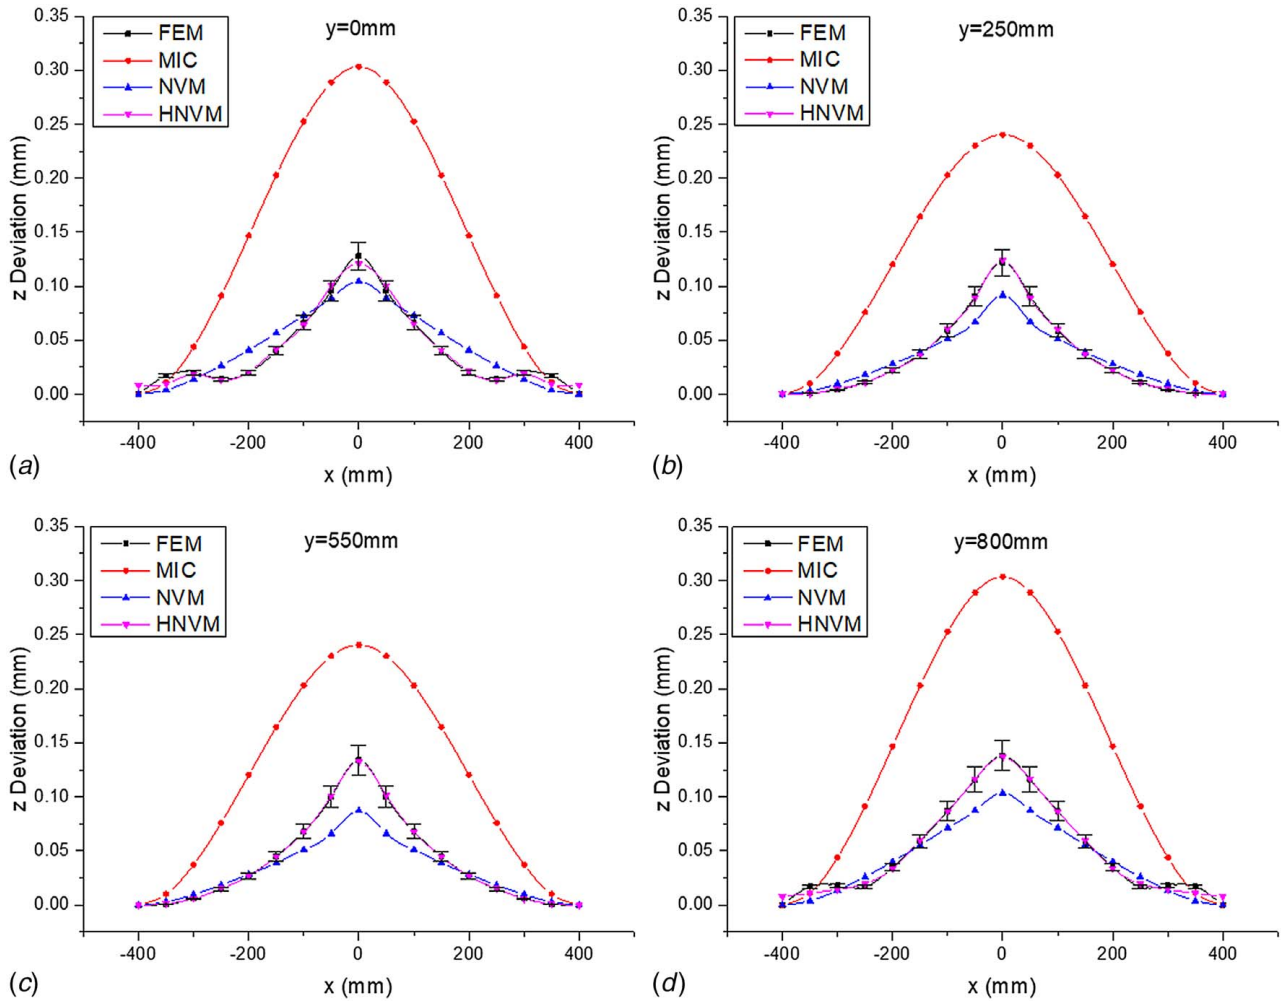 y=0mm
FEM
MIC
NVM
HNVM
z Deviation (mm)
0.35
0.30
0.25
0.20
0.15
0.10
0.05
0.00
-400
-200
0
200
400
x (mm)
(a)
y=250mm
FEM
MIC
NVM
HNVM
z Deviation (mm)
0.35
0.30
0.25
0.20
0.15
0.10
0.05
0.00
-400
-200
0
200
400
x (mm)
(b)
y=550mm
FEM
MIC
NVM
HNVM
z Deviation (mm)
0.35
0.30
0.25
0.20
0.15
0.10
0.05
0.00
-400
-200
0
200
400
x (mm)
(c)
y=800mm
FEM
MIC
NVM
HNVM
z Deviation (mm)
0.35
0.30
0.25
0.20
0.15
0.10
0.05
0.00
-400
-200
0
200
400
x (mm)
(d)